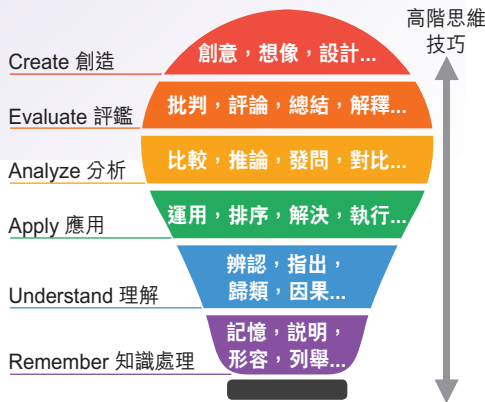 高階思維
技巧
Create 創造
創意，想像，設計...
Evaluate 評鑑
批判，評論，總結，解釋...
Analyze 分析
比較，推論，發問，對比...
Apply 應用
運用，排序，解決，執行...
Understand 理解
辨認，指出，
歸類，因果...
Remember 知識處理
記憶，説明，
形容，列舉...